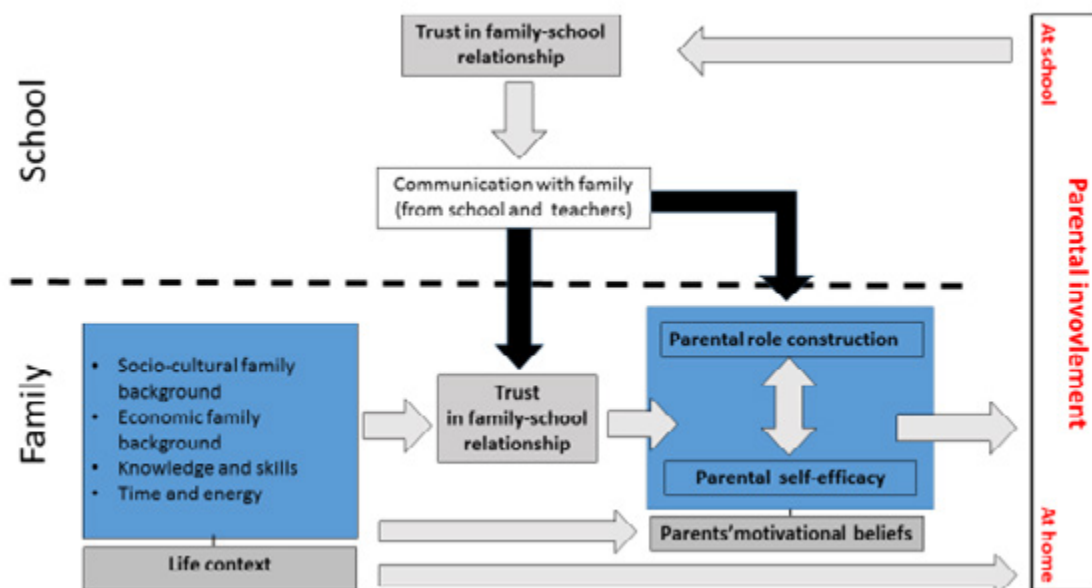 School
Trust in family-school
relationship
At school
Communication with family
(from school and teachers)
Parental invovlement
Family
• Socio-cultural family
background
• Economic family
background
• Knowledge and skills
• Time and energy
Life context
Trust
in family-school
relationship
Parental role construction
Parental self-efficacy
Parents'motivational beliefs
At home